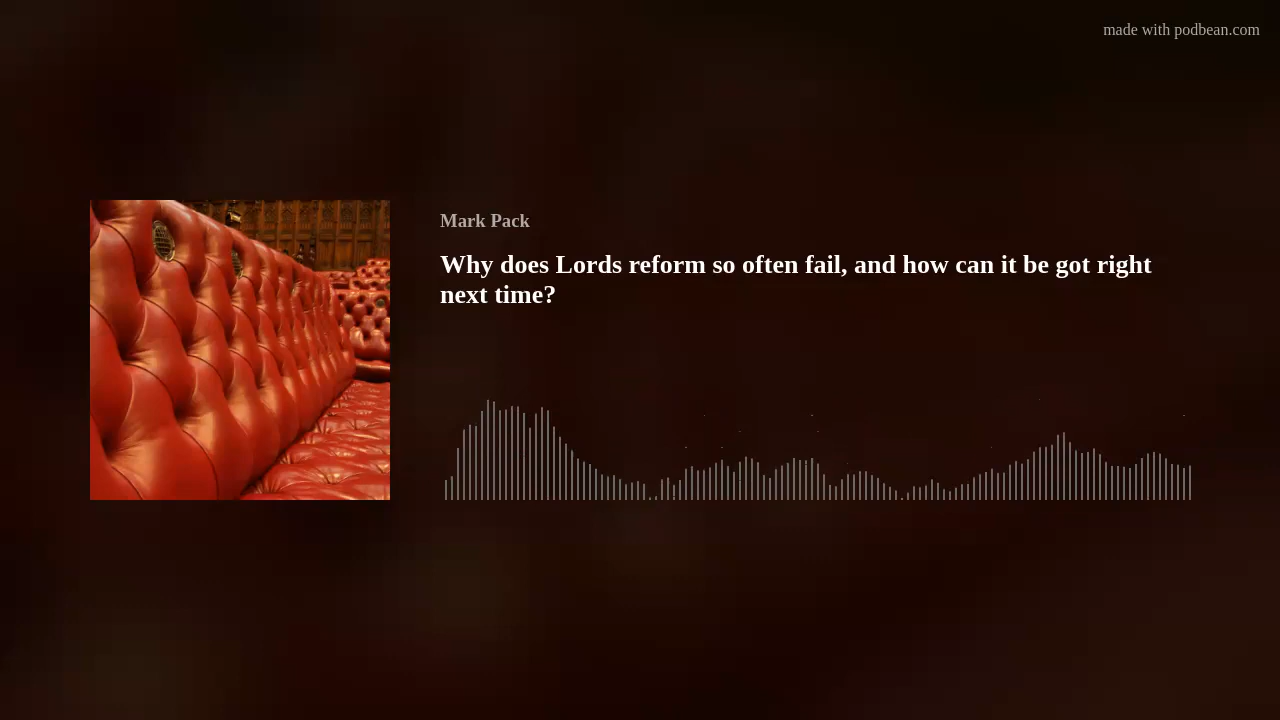 made with podbean.com
Mark Pack
Why does Lords reform so often fail, and how can it be got right
next time?